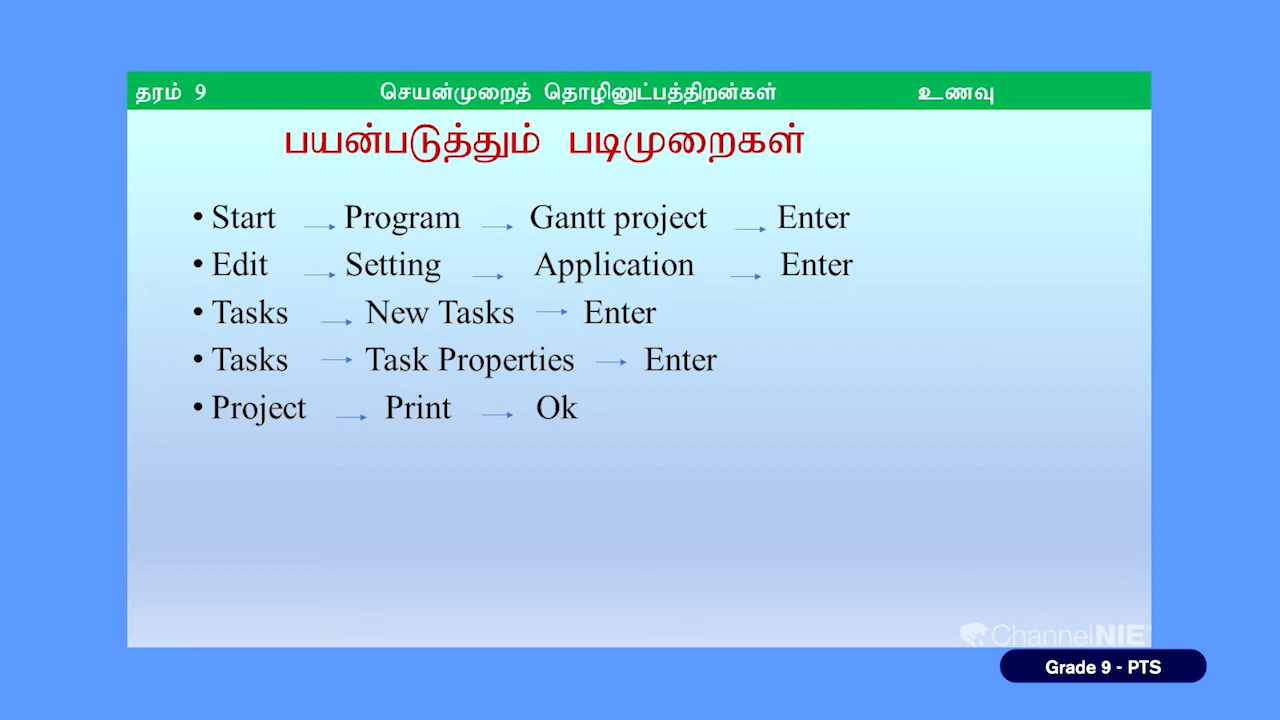 தரம் 9 செயன்முறைத் தொழினுட்பத்திறன்கள் உணவு
பயன்படுத்தும் படிமுறைகள்
• Start → Program → Gantt project → Enter
• Edit → Setting → Application → Enter
• Tasks → New Tasks → Enter
• Tasks → Task Properties → Enter
• Project → Print → Ok
ChannelNIE
Grade 9 - PTS